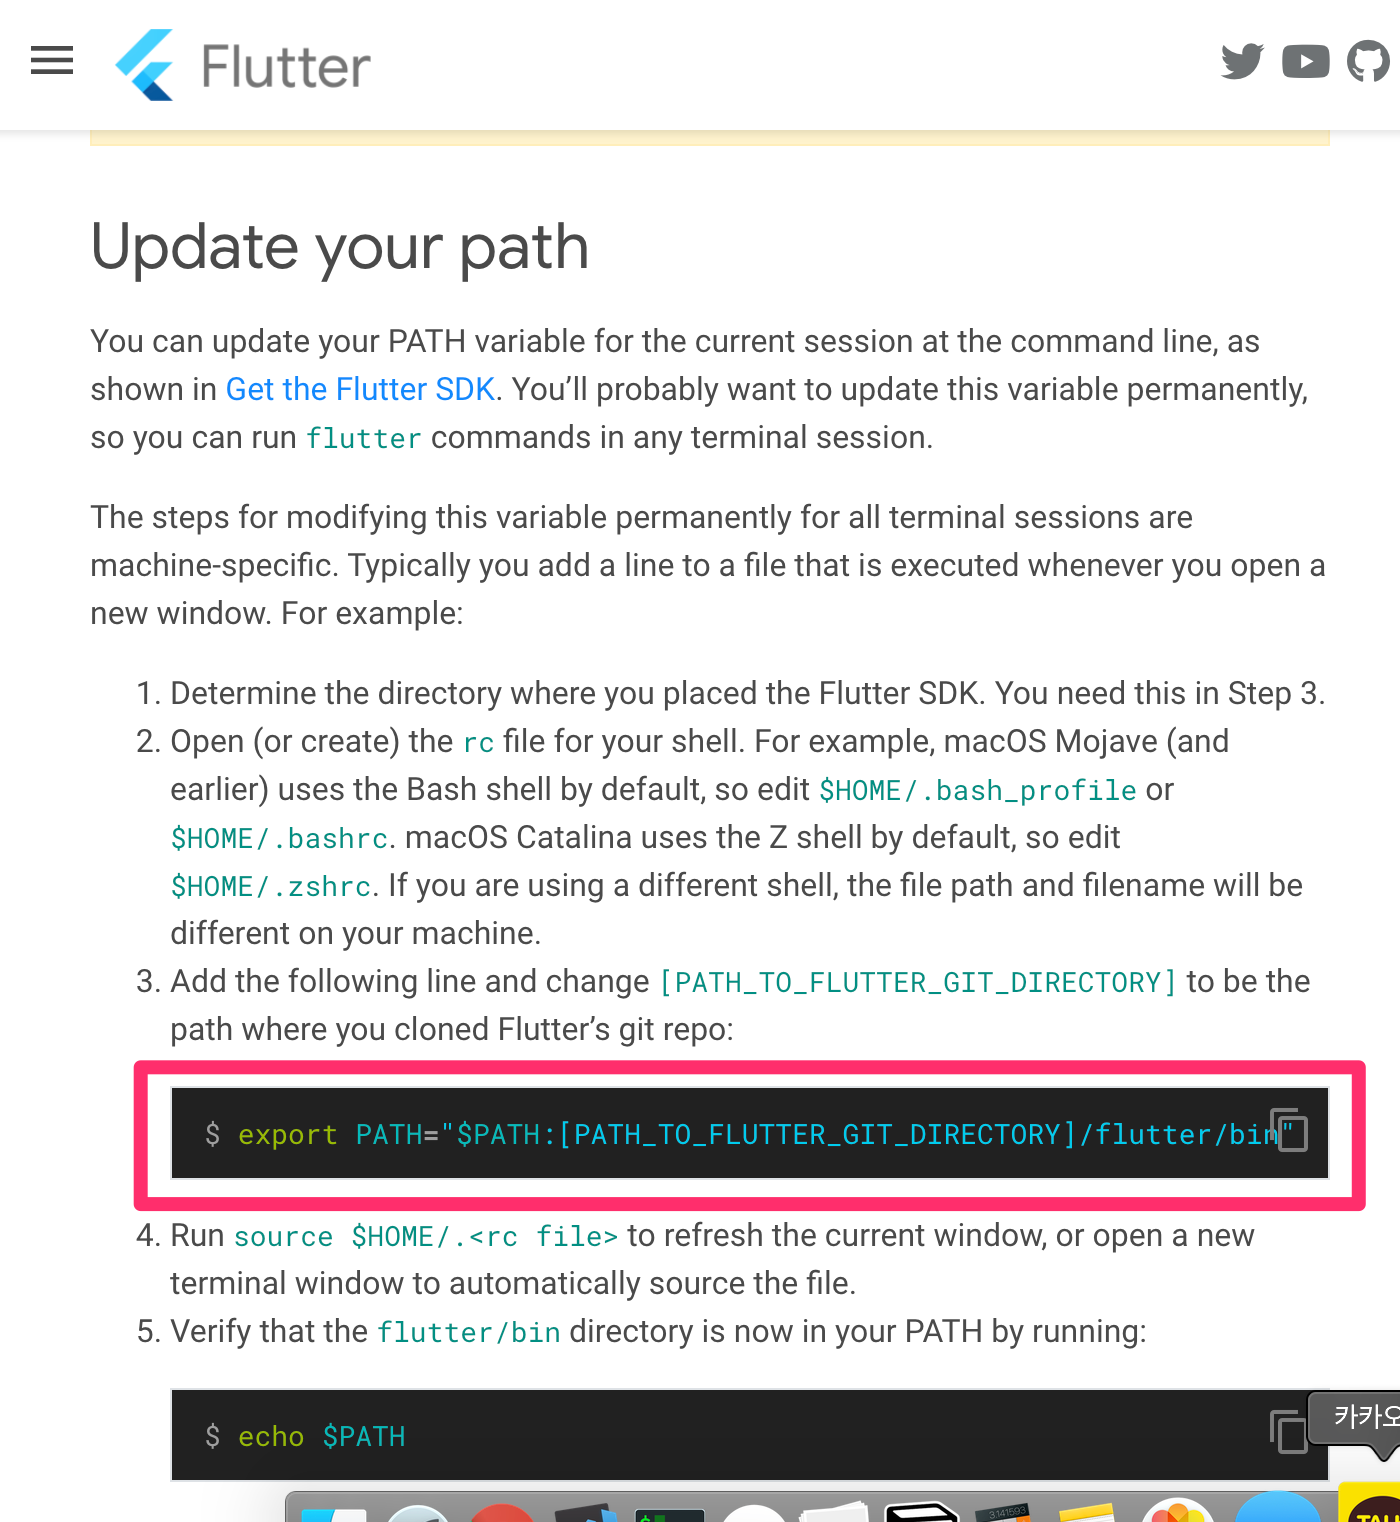 Flutter
Update your path
You can update your PATH variable for the current session at the command line, as
shown in Get the Flutter SDK. You’ll probably want to update this variable permanently,
so you can run flutter commands in any terminal session.
The steps for modifying this variable permanently for all terminal sessions are
machine-specific. Typically you add a line to a file that is executed whenever you open a
new window. For example:
1. Determine the directory where you placed the Flutter SDK. You need this in Step 3.
2. Open (or create) the rc file for your shell. For example, macOS Mojave (and
earlier) uses the Bash shell by default, so edit $HOME/.bash_profile or
$HOME/.bashrc. macOS Catalina uses the Z shell by default, so edit
$HOME/.zshrc. If you are using a different shell, the file path and filename will be
different on your machine.
3. Add the following line and change [PATH_TO_FLUTTER_GIT_DIRECTORY] to be the
path where you cloned Flutter’s git repo:
$ export PATH="$PATH:[PATH_TO_FLUTTER_GIT_DIRECTORY]/flutter/bin"
4. Run source $HOME/.<rc file> to refresh the current window, or open a new
terminal window to automatically source the file.
5. Verify that the flutter/bin directory is now in your PATH by running:
카카오
$ echo $PATH
3.141593